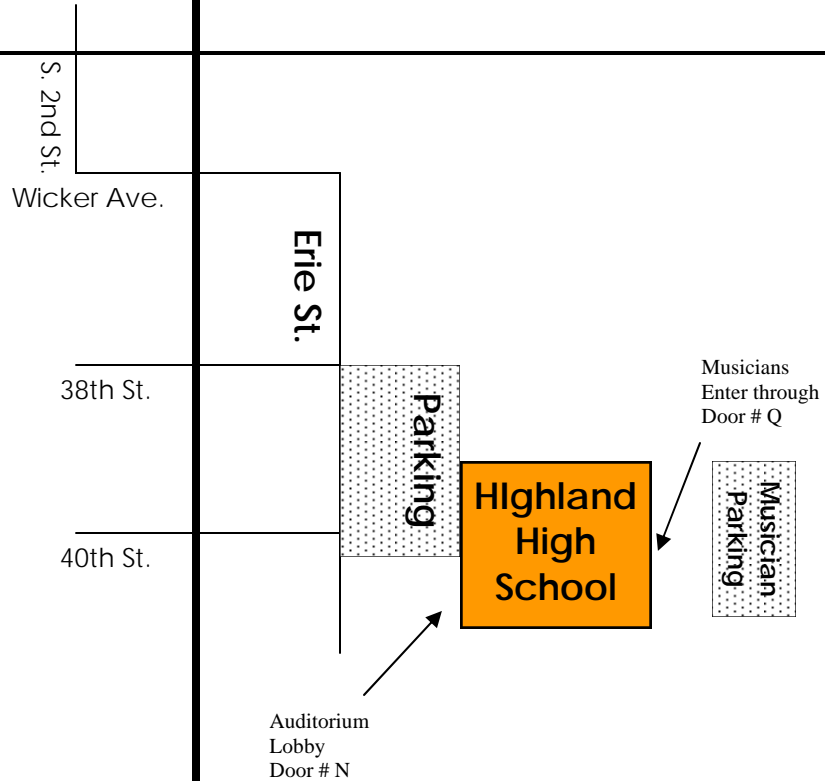 S. 2nd St.
Wicker Ave.
Erie St.
38th St.
Parking
Musicians
Enter through
Door # Q
HIghland
High
School
Musician
Parking
40th St.
Auditorium
Lobby
Door # N